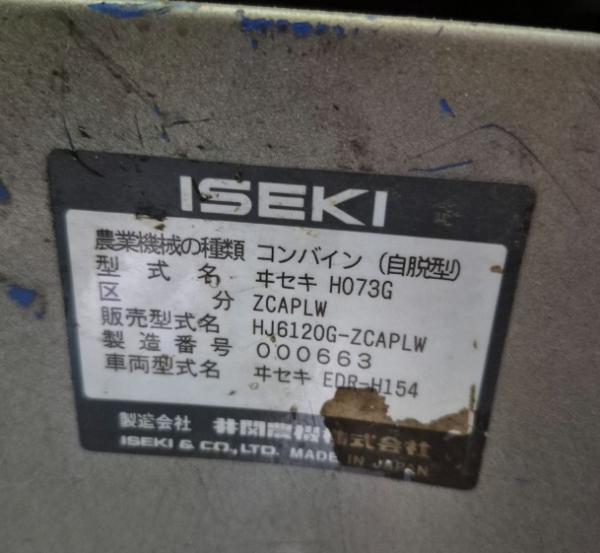 ISEKI
農業機械の種類 コンバイン (自脱型)
型式名 ヰセキ HO73G
区分 ZCAPLW
販売型式名 HJ6120G-ZCAPLW
製造番号 000663
車両型式名 ヰセキ EDR-H154
製造会社 井関農機株式会社
ISEKI & CO.,LTD. MADE IN JAPAN